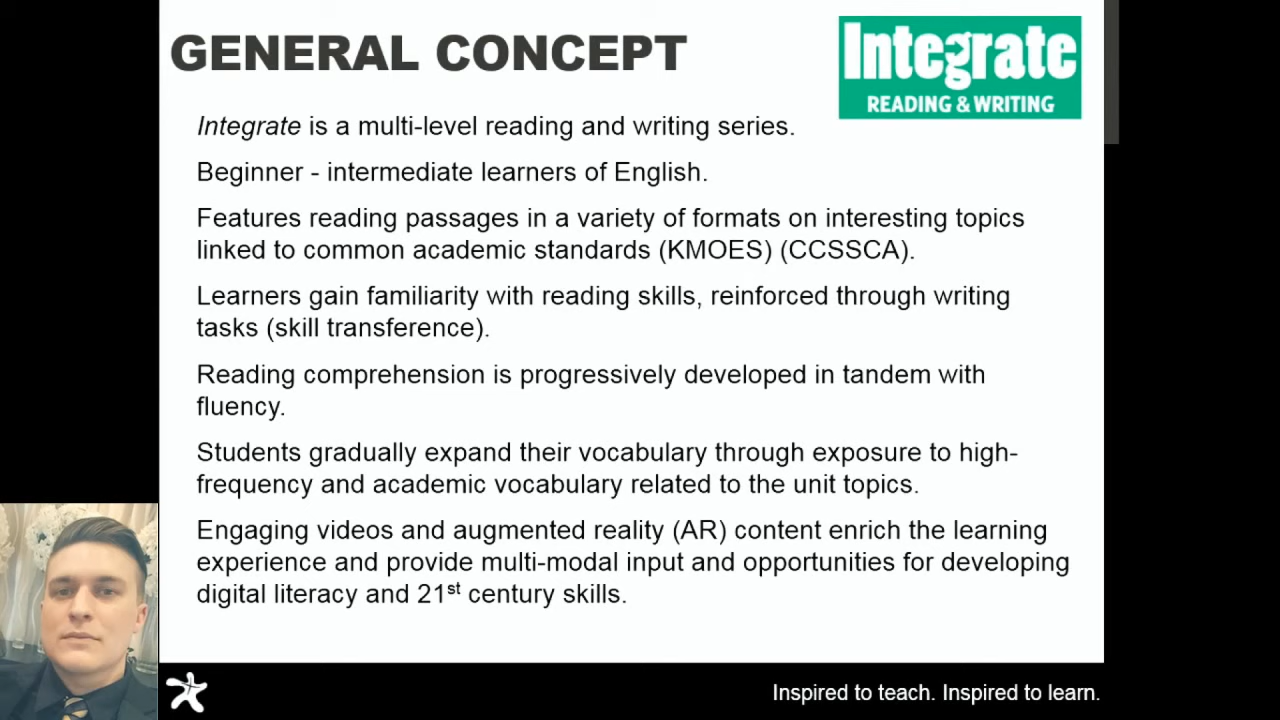 GENERAL CONCEPT
Integrate
READING & WRITING
Integrate is a multi-level reading and writing series.
Beginner - intermediate learners of English.
Features reading passages in a variety of formats on interesting topics
linked to common academic standards (KMOES) (CCSSCA).
Learners gain familiarity with reading skills, reinforced through writing
tasks (skill transference).
Reading comprehension is progressively developed in tandem with
fluency.
Students gradually expand their vocabulary through exposure to high-
frequency and academic vocabulary related to the unit topics.
Engaging videos and augmented reality (AR) content enrich the learning
experience and provide multi-modal input and opportunities for developing
digital literacy and 21st century skills.
Inspired to teach. Inspired to learn.